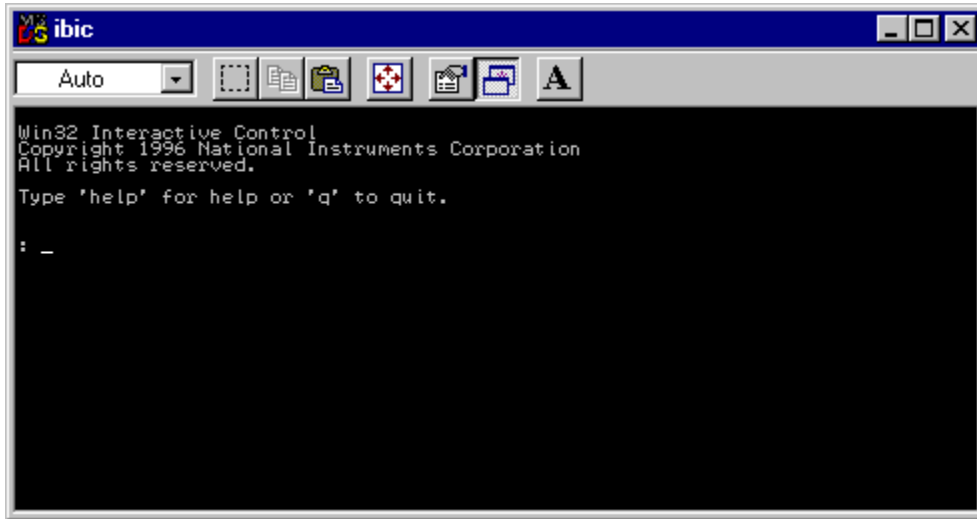 ibic
Auto
A
Win32 Interactive Control
Copyright 1996 National Instruments Corporation
All rights reserved.
Type 'help' for help or 'q' to quit.
: _